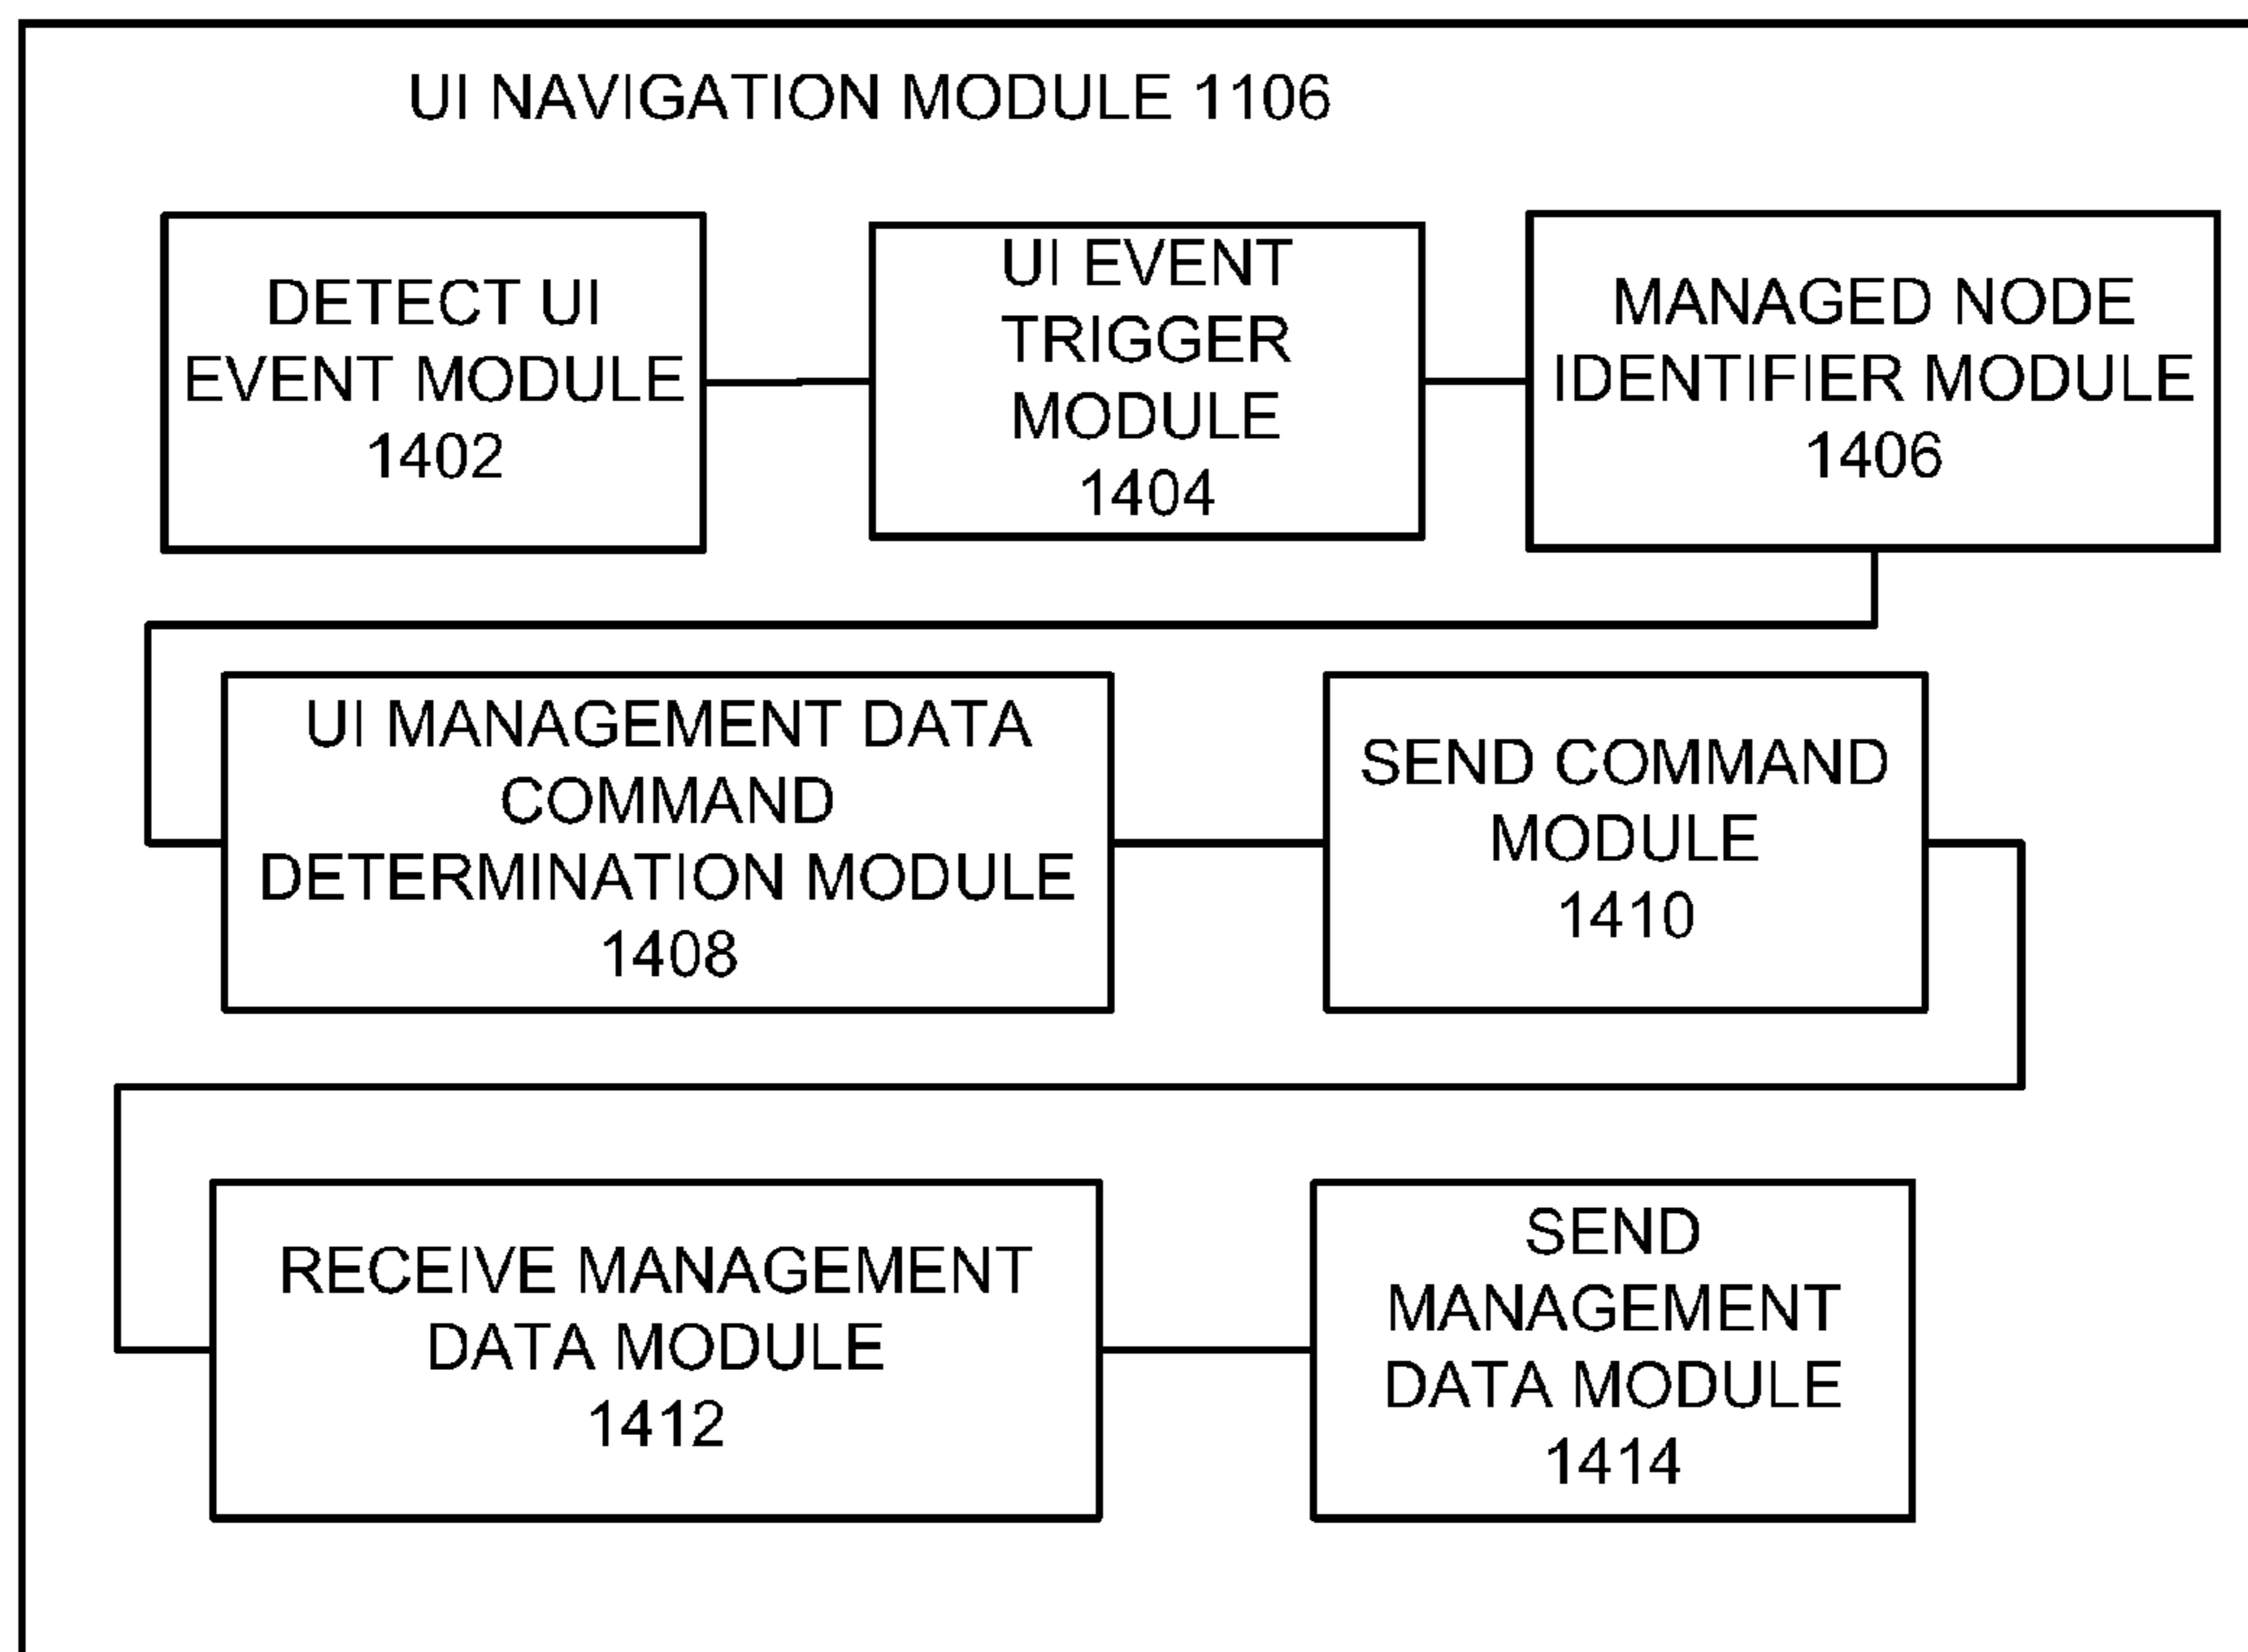 UI NAVIGATION MODULE 1106
DETECT UI
EVENT MODULE
1402
UI EVENT
TRIGGER
MODULE
1404
MANAGED NODE
IDENTIFIER MODULE
1406
UI MANAGEMENT DATA
COMMAND
DETERMINATION MODULE
1408
SEND COMMAND
MODULE
1410
RECEIVE MANAGEMENT
DATA MODULE
1412
SEND
MANAGEMENT
DATA MODULE
1414